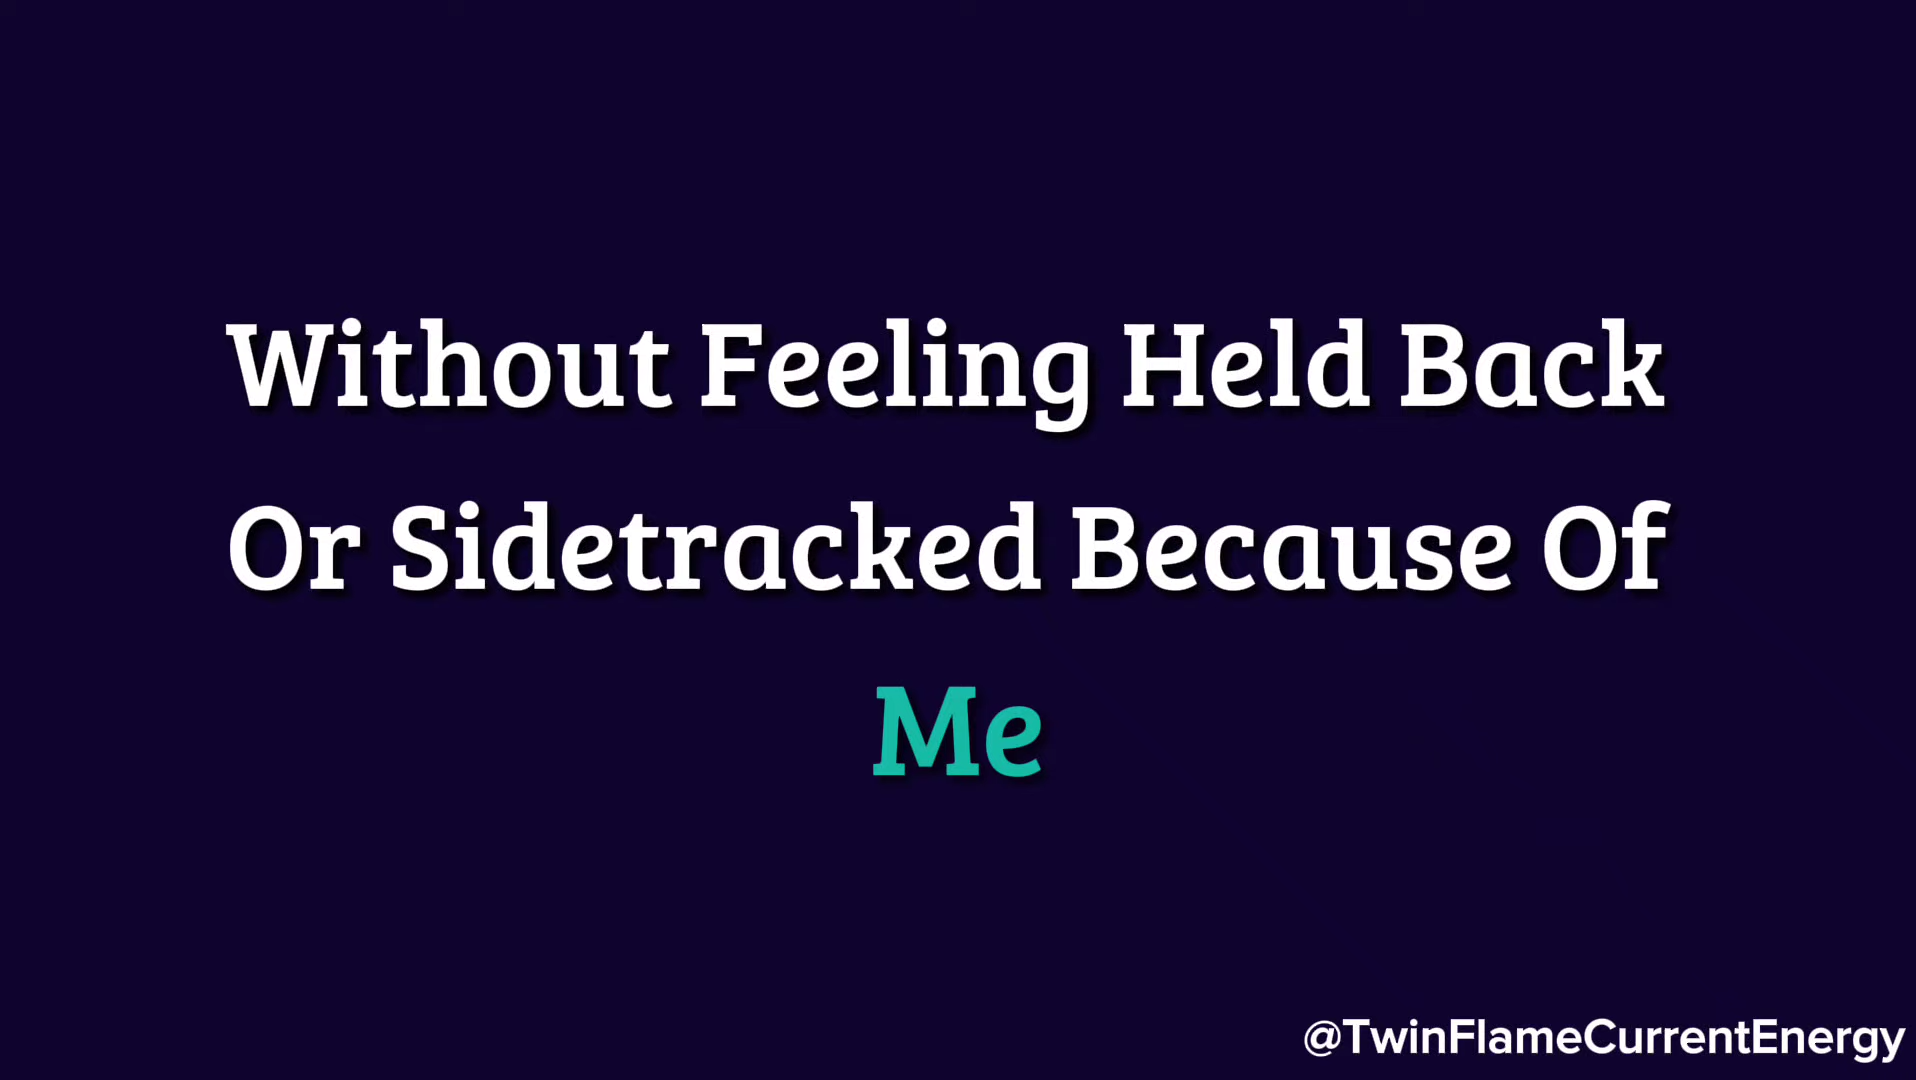 Without Feeling Held Back
Or Sidetracked Because Of
Me
@TwinFlameCurrentEnergy